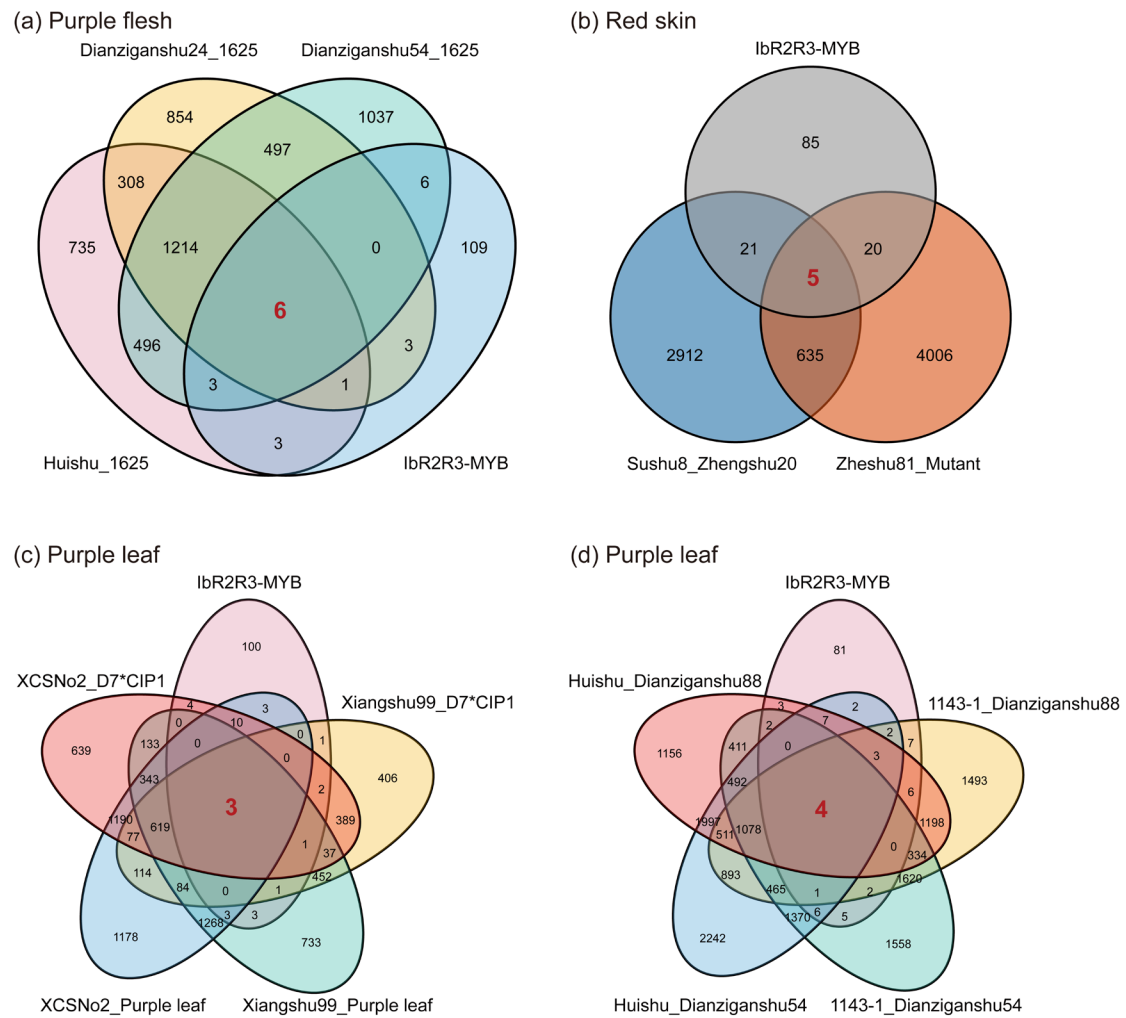 (a) Purple flesh
Dianziganshu24_1625 Dianziganshu54_1625
854 1037
497
308 6
735 1214 0 109
6
496 3
3 1
3
Huishu_1625 IbR2R3-MYB
(b) Red skin
IbR2R3-MYB
85
21 20
5
2912 635 4006
Sushu8_Zhengshu20 Zheshu81_Mutant
(c) Purple leaf
IbR2R3-MYB
100
XCSNo2_D7*CIP1
Xiangshu99_D7*CIP1
4 3
0 10
0 1
639 133 0 0
343 2 406
3
1190 619 389
77 1 37
114 84 0 1 452
1268 3 3
1178 733
XCSNo2_Purple leaf Xiangshu99_Purple leaf
(d) Purple leaf
IbR2R3-MYB
81
Huishu_Dianziganshu88
1143-1_Dianziganshu88
3 2
2 7
2 7
1156 411 0 3
492 6 1493
4
1997 1198
511 1078 0 334
893 465 1 2 1620
1370 6 5
2242 1558
Huishu_Dianziganshu54 1143-1_Dianziganshu54